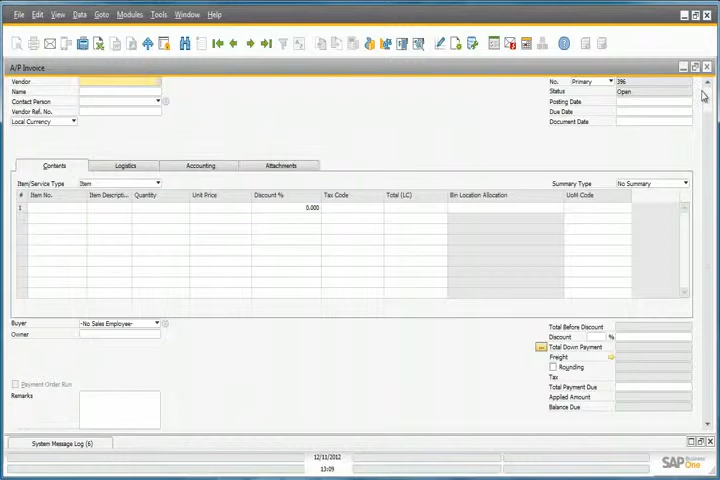 File Edit View Data Goto Modules Tools Window Help
A/P Invoice
Vendor
Name
Contact Person
Vendor Ref. No.
Local Currency
No. Primary 396
Status Open
Posting Date
Due Date
Document Date
Contents Logistics Accounting Attachments
Item/Service Type Item
Summary Type No Summary
# Item No. Item Descripti... Quantity Unit Price Discount % Tax Code Total (LC) Bin Location Allocation UoM Code
1 0.000
Buyer -No Sales Employee-
Owner
Payment Order Run
Remarks
Total Before Discount
Discount %
... Total Down Payment
Freight
Rounding
Tax
Total Payment Due
Applied Amount
Balance Due
System Message Log (6)
12/11/2012
13:09
SAP Business One